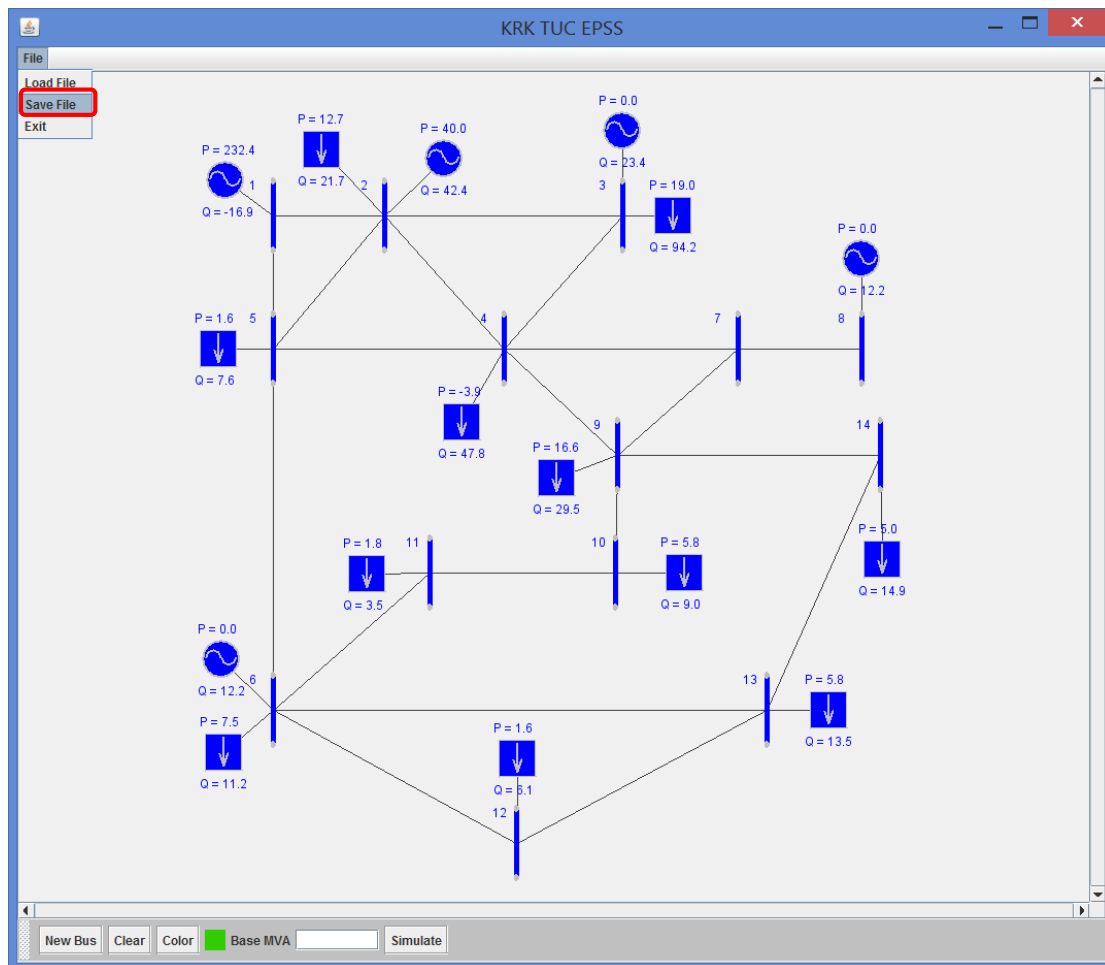 KRK TUC EPSS
File
Load File
Save File
Exit
P = 0.0
P = 12.7
P = 40.0
P = 232.4
Q = 23.4
Q = 21.7
2
Q = 42.4
1
3
P = 19.0
Q = -16.9
P = 0.0
Q = 94.2
Q = 12.2
P = 1.6
5
4
7
8
Q = 7.6
P = -3.9
9
14
P = 16.6
Q = 47.8
Q = 29.5
P = 5.0
P = 1.8
11
10
P = 5.8
Q = 14.9
Q = 3.5
Q = 9.0
P = 0.0
6
13
P = 5.8
Q = 12.2
P = 7.5
P = 1.6
Q = 13.5
Q = 11.2
Q = 6.1
12
New Bus Clear Color Base MVA Simulate